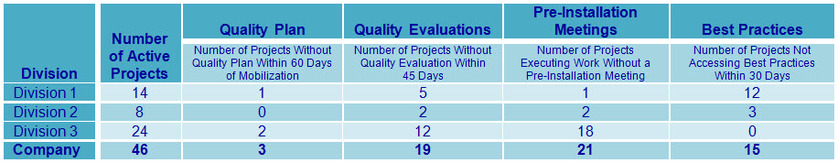 Division
Number
of Active
Projects
Quality Plan
Number of Projects Without
Quality Plan Within 60 Days
of Mobilization
Quality Evaluations
Number of Projects Without
Quality Evaluation Within
45 Days
Pre-Installation
Meetings
Number of Projects
Executing Work Without a
Pre-Installation Meeting
Best Practices
Number of Projects Not
Accessing Best Practices
Within 30 Days
Division 1 14 1 5 1 12
Division 2 8 0 2 2 3
Division 3 24 2 12 18 0
Company 46 3 19 21 15